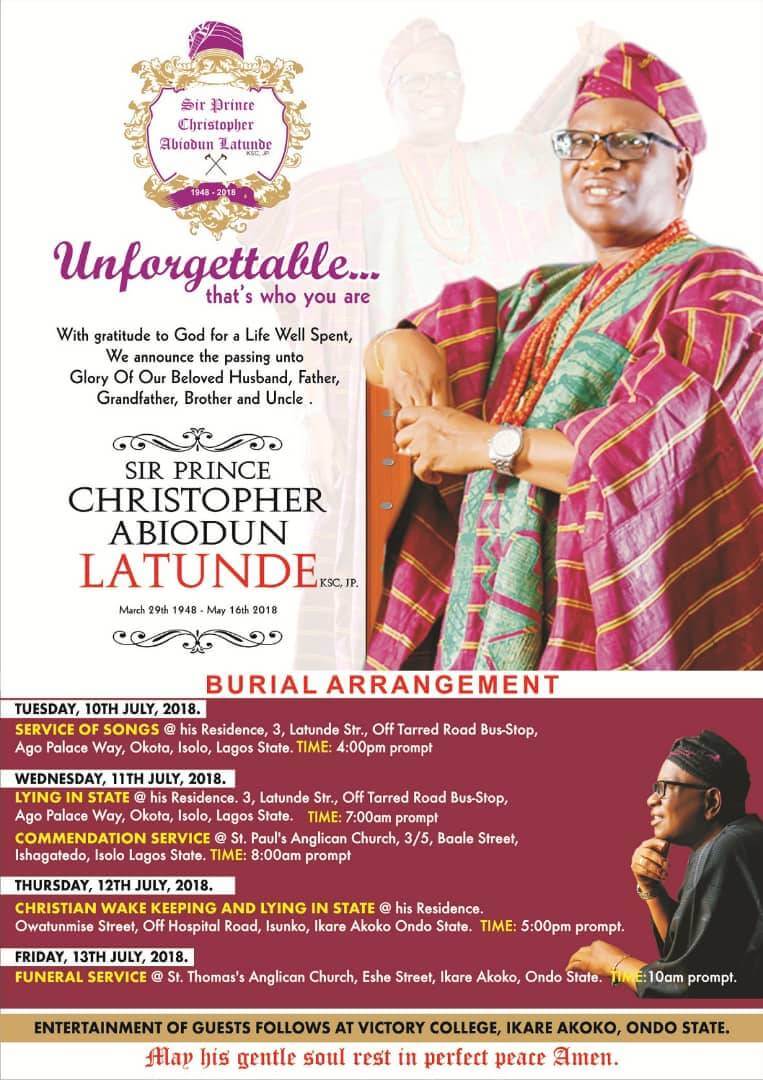 Sir Prince
Christopher
Abiodun Latunde
KSC, JP.
1948 - 2018
Unforgettable...
that's who you are
With gratitude to God for a Life Well Spent,
We announce the passing unto
Glory Of Our Beloved Husband, Father,
Grandfather, Brother and Uncle .
SIR PRINCE
CHRISTOPHER
ABIODUN
LATUNDE KSC, JP.
March 29th 1948 - May 16th 2018
BURIAL ARRANGEMENT
TUESDAY, 10TH JULY, 2018.
SERVICE OF SONGS @ his Residence, 3, Latunde Str., Off Tarred Road Bus-Stop,
Ago Palace Way, Okota, Isolo, Lagos State. TIME: 4:00pm prompt
WEDNESDAY, 11TH JULY, 2018.
LYING IN STATE @ his Residence. 3, Latunde Str., Off Tarred Road Bus-Stop,
Ago Palace Way, Okota, Isolo, Lagos State. TIME: 7:00am prompt
COMMENDATION SERVICE @ St. Paul's Anglican Church, 3/5, Baale Street,
Ishagatedo, Isolo Lagos State. TIME: 8:00am prompt
THURSDAY, 12TH JULY, 2018.
CHRISTIAN WAKE KEEPING AND LYING IN STATE @ his Residence.
Owatunmise Street, Off Hospital Road, Isunko, Ikare Akoko Ondo State. TIME: 5:00pm prompt.
FRIDAY, 13TH JULY, 2018.
FUNERAL SERVICE @ St. Thomas's Anglican Church, Eshe Street, Ikare Akoko, Ondo State. TIME:10am prompt.
ENTERTAINMENT OF GUESTS FOLLOWS AT VICTORY COLLEGE, IKARE AKOKO, ONDO STATE.
May his gentle soul rest in perfect peace Amen.